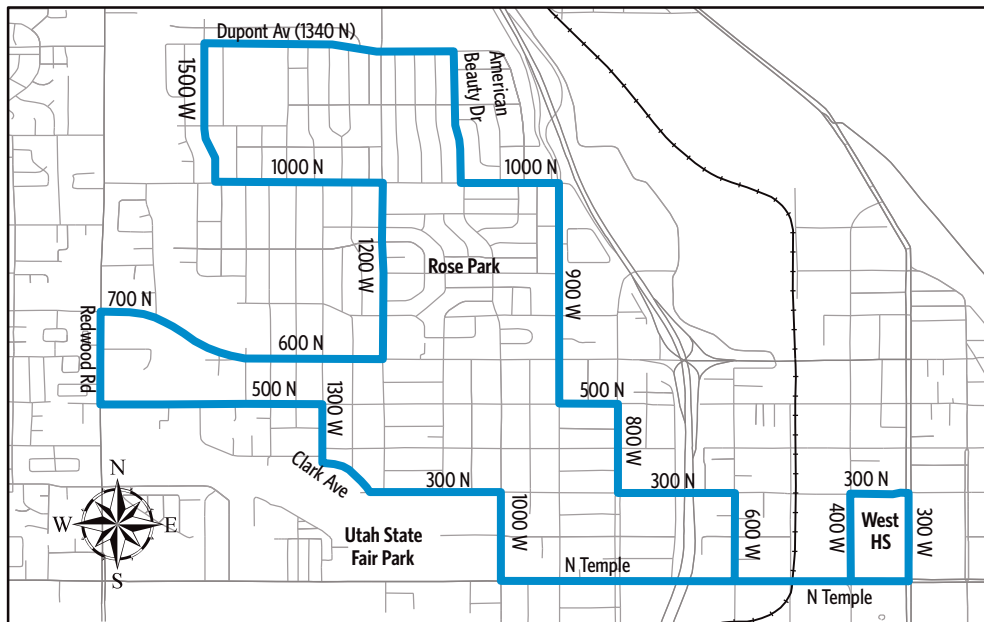 Dupont Av (1340 N)
1500 W
American
Beauty Dr
1000 N
1000 N
1200 W
Rose Park
900 W
700 N
Redwood Rd
600 N
500 N
1300 W
500 N
800 W
Clark Ave
300 N
300 N
300 N
N
W
E
S
Utah State
Fair Park
1000 W
600 W
400 W
West
HS
300 W
N Temple
N Temple